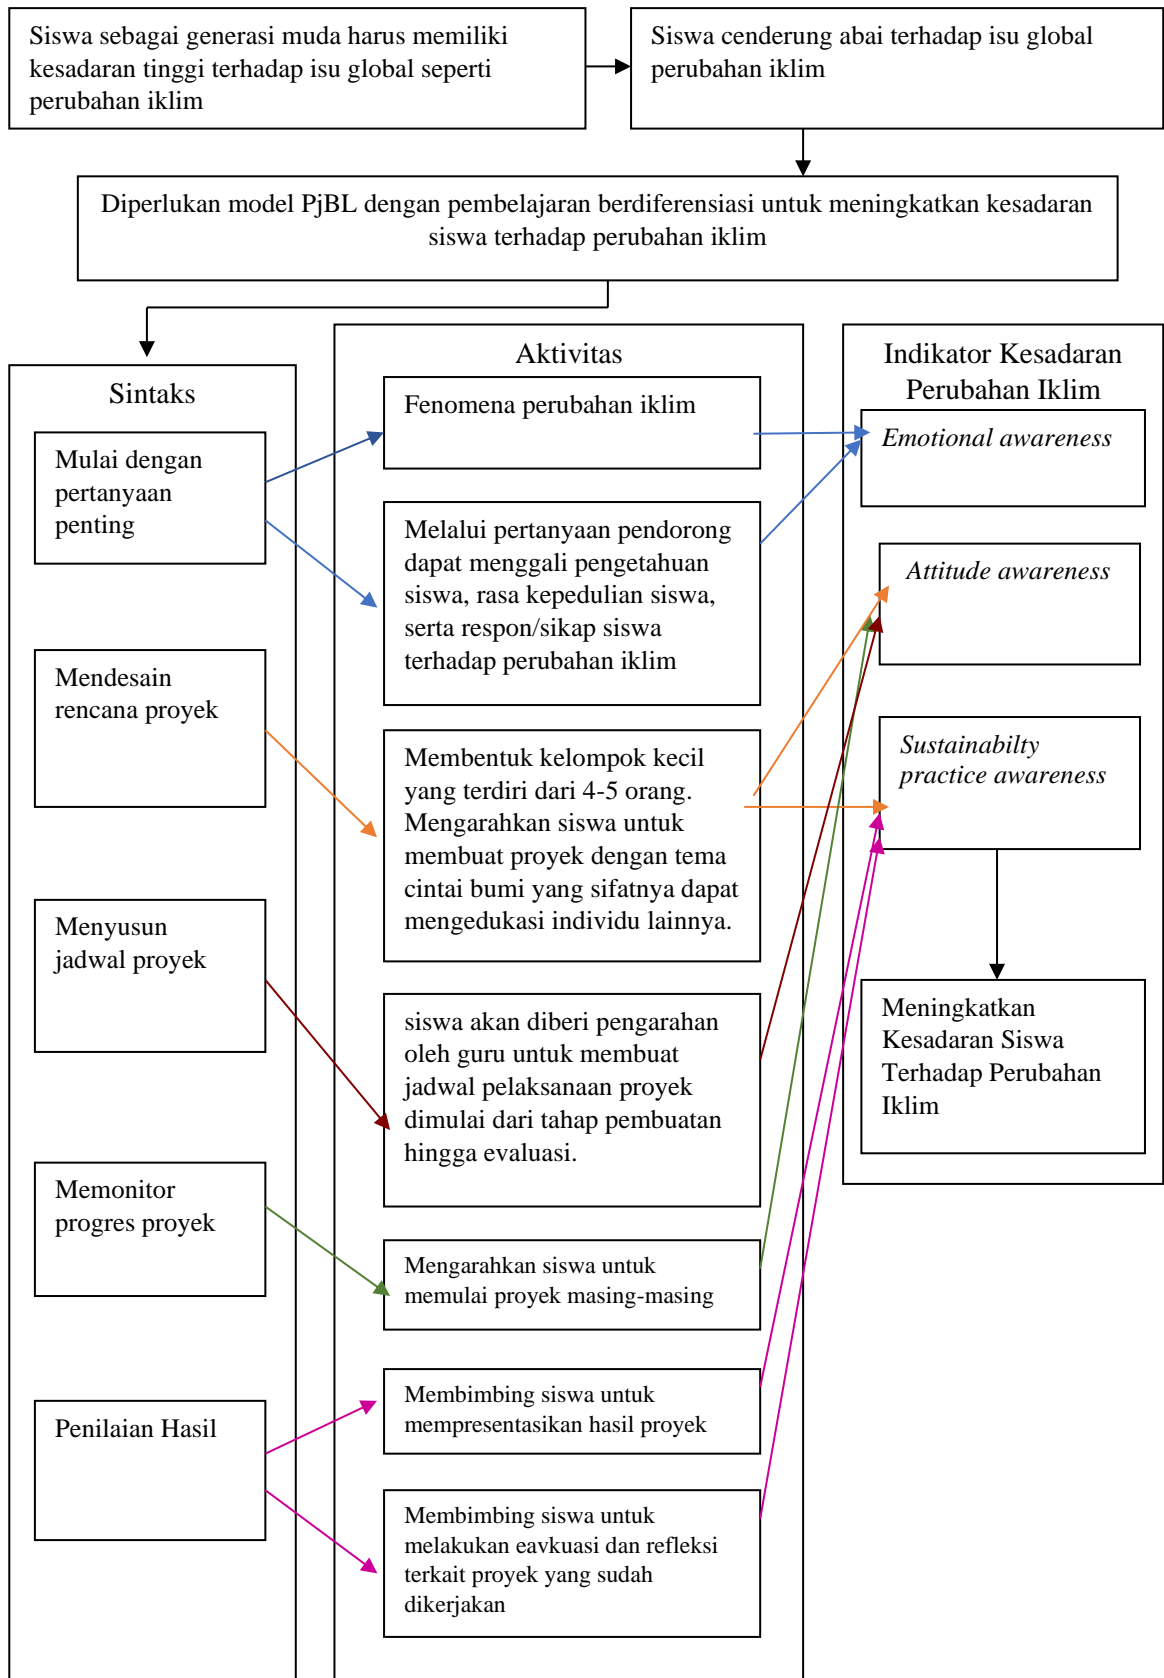 Siswa sebagai generasi muda harus memiliki
kesadaran tinggi terhadap isu global seperti
perubahan iklim
Siswa cenderung abai terhadap isu global
perubahan iklim
Diperlukan model PjBL dengan pembelajaran berdiferensiasi untuk meningkatkan kesadaran
siswa terhadap perubahan iklim
Sintaks
Mulai dengan
pertanyaan
penting
Mendesain
rencana proyek
Menyusun
jadwal proyek
Memonitor
progres proyek
Penilaian Hasil
Aktivitas
Fenomena perubahan iklim
Melalui pertanyaan pendorong
dapat menggali pengetahuan
siswa, rasa kepedulian siswa,
serta respon/sikap siswa
terhadap perubahan iklim
Membentuk kelompok kecil
yang terdiri dari 4-5 orang.
Mengarahkan siswa untuk
membuat proyek dengan tema
cintai bumi yang sifatnya dapat
mengedukasi individu lainnya.
siswa akan diberi pengarahan
oleh guru untuk membuat
jadwal pelaksanaan proyek
dimulai dari tahap pembuatan
hingga evaluasi.
Mengarahkan siswa untuk
memulai proyek masing-masing
Membimbing siswa untuk
mempresentasikan hasil proyek
Membimbing siswa untuk
melakukan eavkuasi dan refleksi
terkait proyek yang sudah
dikerjakan
Indikator Kesadaran
Perubahan Iklim
Emotional awareness
Attitude awareness
Sustainabilty
practice awareness
Meningkatkan
Kesadaran Siswa
Terhadap Perubahan
Iklim